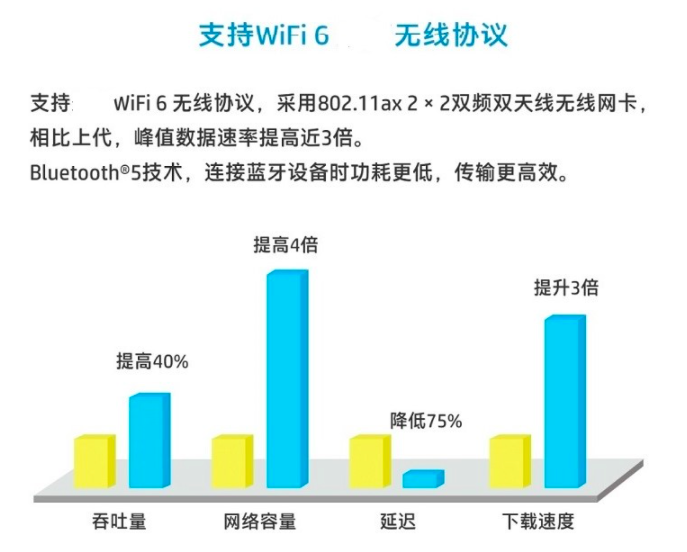 支持WiFi 6 无线协议
支持 WiFi 6 无线协议，采用802.11ax 2 × 2双频双天线无线网卡，
相比上代，峰值数据速率提高近3倍。
Bluetooth®5技术，连接蓝牙设备时功耗更低，传输更高效。
提高4倍
提升3倍
提高40%
降低75%
吞吐量 网络容量 延迟 下载速度